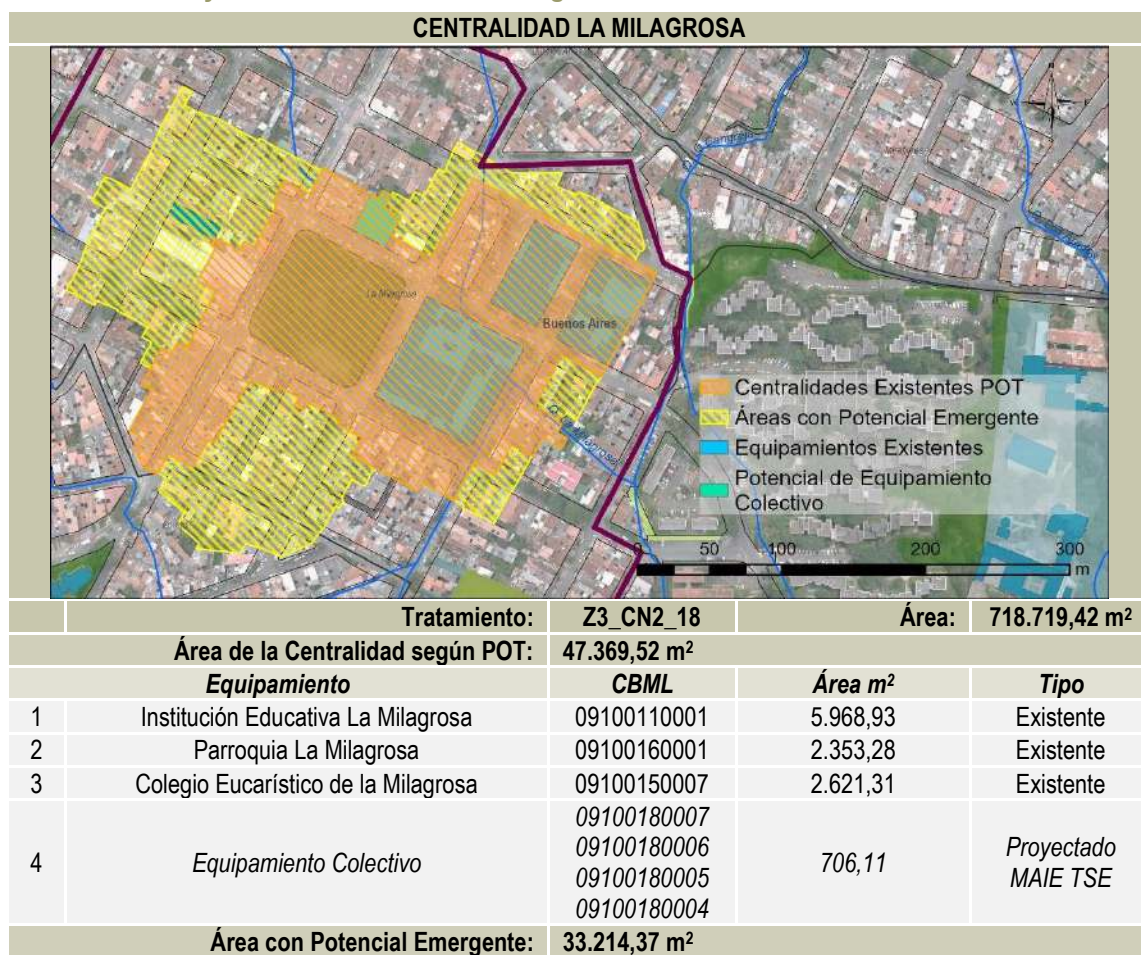 CENTRALIDAD LA MILAGROSA
La Milagrosa
Buenos Aires
Centralidades Existentes POT
Áreas con Potencial Emergente
Equipamientos Existentes
Potencial de Equipamiento
Colectivo
0 50 100 200 300
m
Tratamiento: Z3_CN2_18 Área: 718.719,42 m²
Área de la Centralidad según POT: 47.369,52 m²
Equipamiento CBML Área m² Tipo
1 Institución Educativa La Milagrosa 09100110001 5.968,93 Existente
2 Parroquia La Milagrosa 09100160001 2.353,28 Existente
3 Colegio Eucarístico de la Milagrosa 09100150007 2.621,31 Existente
4 Equipamiento Colectivo 09100180007 706,11 Proyectado
09100180006 MAIE TSE
09100180005
09100180004
Área con Potencial Emergente: 33.214,37 m²